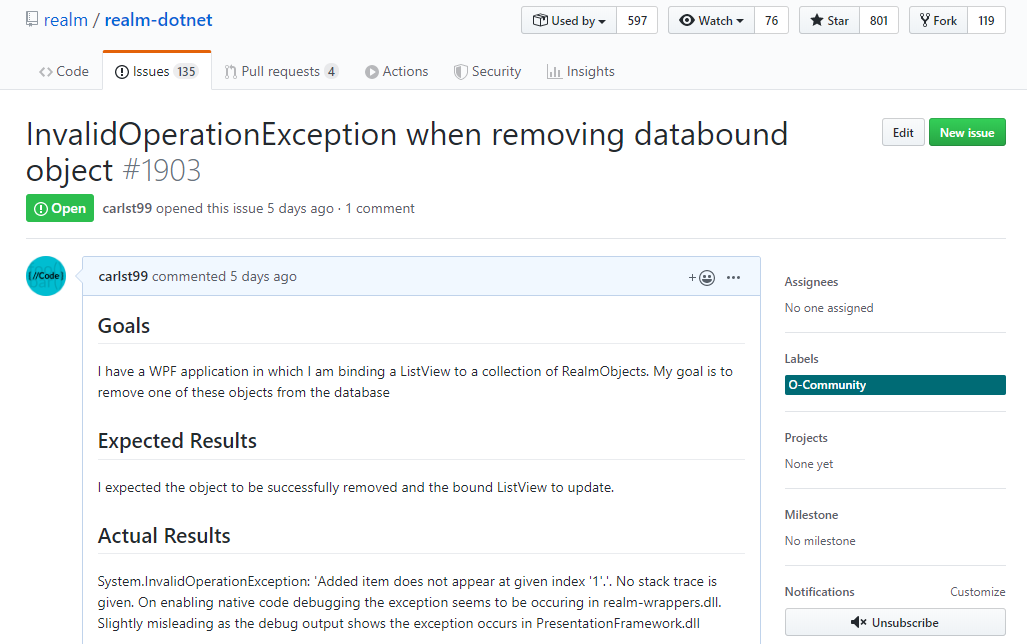 realm / realm-dotnet
Used by 597 Watch 76 Star 801 Fork 119
Code Issues 135 Pull requests 4 Actions Security Insights
InvalidOperationException when removing databound
object #1903
Edit New issue
Open carlst99 opened this issue 5 days ago · 1 comment
{//Code}
carlst99 commented 5 days ago
Goals
I have a WPF application in which I am binding a ListView to a collection of RealmObjects. My goal is to
remove one of these objects from the database
Expected Results
I expected the object to be successfully removed and the bound ListView to update.
Actual Results
System.InvalidOperationException: 'Added item does not appear at given index '1'.'. No stack trace is
given. On enabling native code debugging the exception seems to be occuring in realm-wrappers.dll.
Slightly misleading as the debug output shows the exception occurs in PresentationFramework.dll
Assignees
No one assigned
Labels
O-Community
Projects
None yet
Milestone
No milestone
Notifications Customize
Unsubscribe